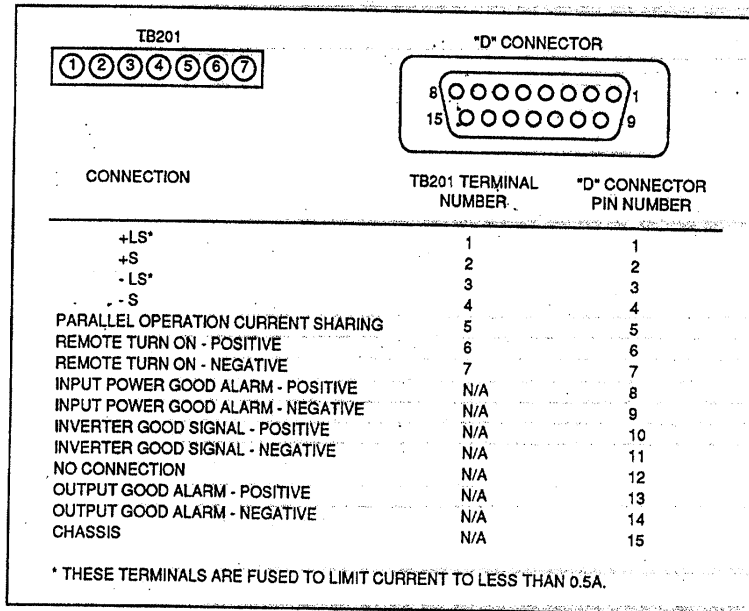 TB201
1 2 3 4 5 6 7
"D" CONNECTOR
8 1
15 9
CONNECTION TB201 TERMINAL NUMBER "D" CONNECTOR PIN NUMBER
+LS* 1 1
+S 2 2
- LS* 3 3
- S 4 4
PARALLEL OPERATION CURRENT SHARING 5 5
REMOTE TURN ON - POSITIVE 6 6
REMOTE TURN ON - NEGATIVE 7 7
INPUT POWER GOOD ALARM - POSITIVE N/A 8
INPUT POWER GOOD ALARM - NEGATIVE N/A 9
INVERTER GOOD SIGNAL - POSITIVE N/A 10
INVERTER GOOD SIGNAL - NEGATIVE N/A 11
NO CONNECTION N/A 12
OUTPUT GOOD ALARM - POSITIVE N/A 13
OUTPUT GOOD ALARM - NEGATIVE N/A 14
CHASSIS N/A 15
* THESE TERMINALS ARE FUSED TO LIMIT CURRENT TO LESS THAN 0.5A.